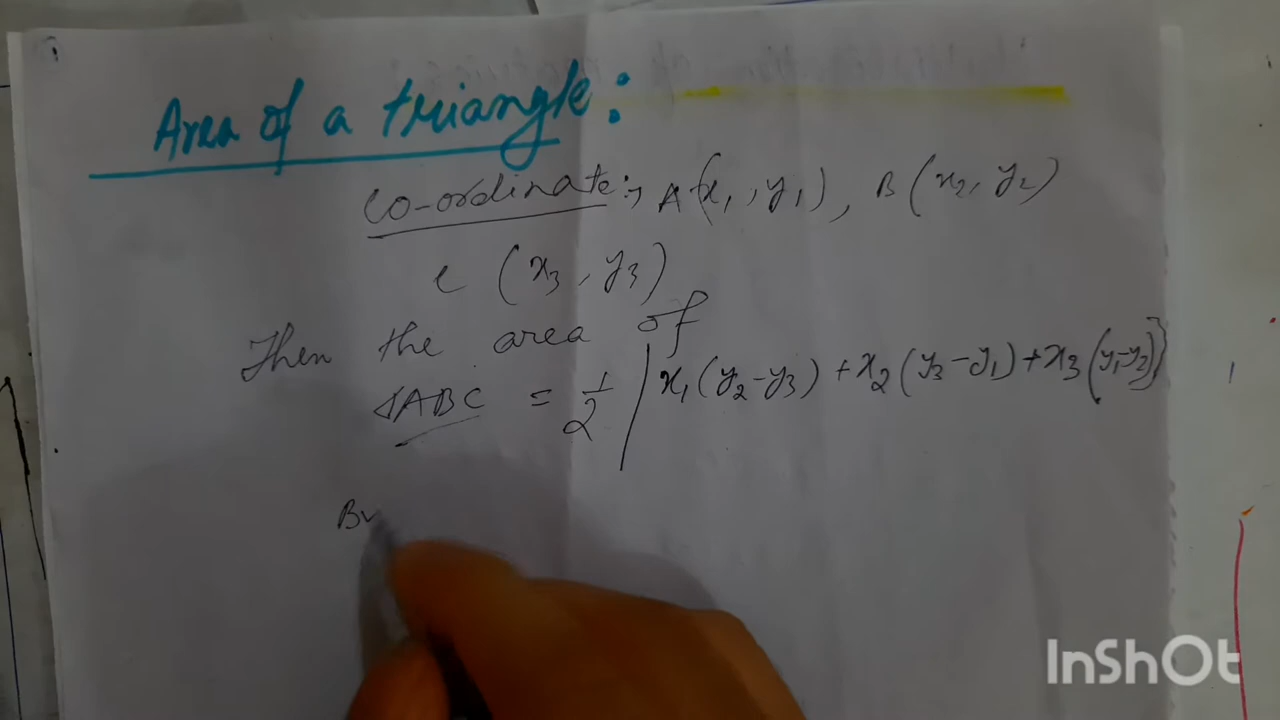 Area of a triangle:
Co-ordinate:, A(x₁, y₁), B(x₂, y₂)
C (x₃, y₃)
Then the area of
ΔABC = 1/2 | x₁(y₂-y₃) + x₂(y₃-y₁) + x₃(y₁-y₂)}
By
InShOt